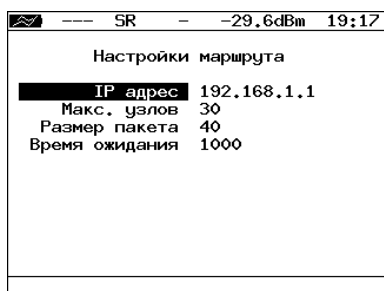 --- SR - -29.6dBm 19:17
Настройки маршрута
IP адрес 192.168.1.1
Макс. узлов 30
Размер пакета 40
Время ожидания 1000